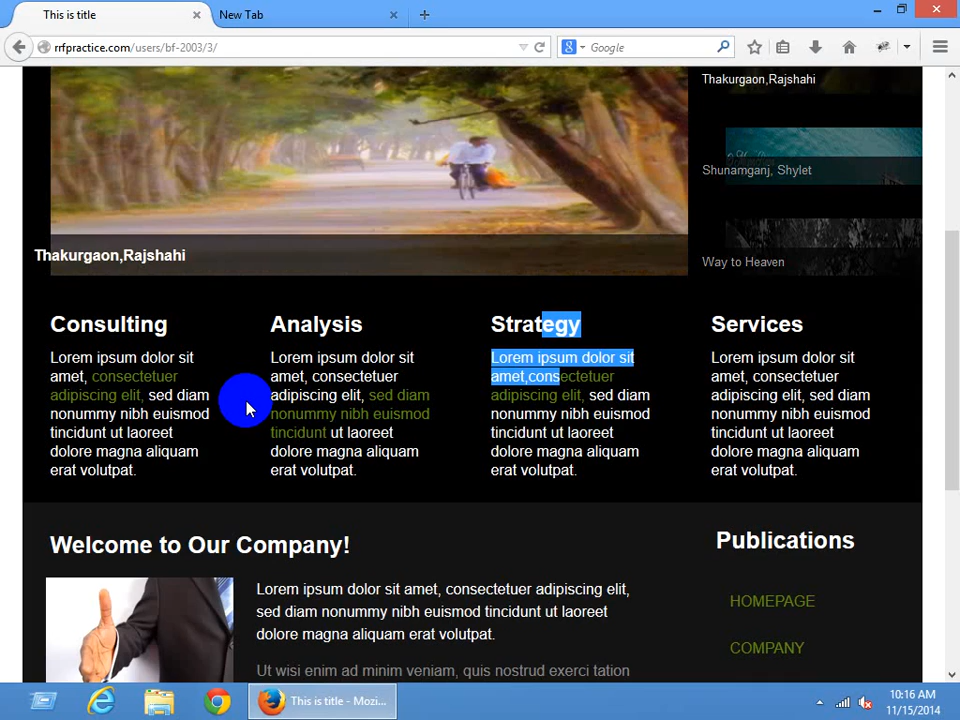 This is title
New Tab
rrfpractice.com/users/bf-2003/3/
Google
Thakurgaon,Rajshahi
Shunamganj, Shylet
Way to Heaven
Thakurgaon,Rajshahi
Consulting
Lorem ipsum dolor sit
amet, consectetuer
adipiscing elit, sed diam
nonummy nibh euismod
tincidunt ut laoreet
dolore magna aliquam
erat volutpat.
Analysis
Lorem ipsum dolor sit
amet, consectetuer
adipiscing elit, sed diam
nonummy nibh euismod
tincidunt ut laoreet
dolore magna aliquam
erat volutpat.
Strategy
Lorem ipsum dolor sit
amet,consectetuer
adipiscing elit, sed diam
nonummy nibh euismod
tincidunt ut laoreet
dolore magna aliquam
erat volutpat.
Services
Lorem ipsum dolor sit
amet, consectetuer
adipiscing elit, sed diam
nonummy nibh euismod
tincidunt ut laoreet
dolore magna aliquam
erat volutpat.
Welcome to Our Company!
Lorem ipsum dolor sit amet, consectetuer adipiscing elit,
sed diam nonummy nibh euismod tincidunt ut laoreet
dolore magna aliquam erat volutpat.
Ut wisi enim ad minim veniam, quis nostrud exerci tation
Publications
HOMEPAGE
COMPANY
This is title - Mozi...
10:16 AM
11/15/2014